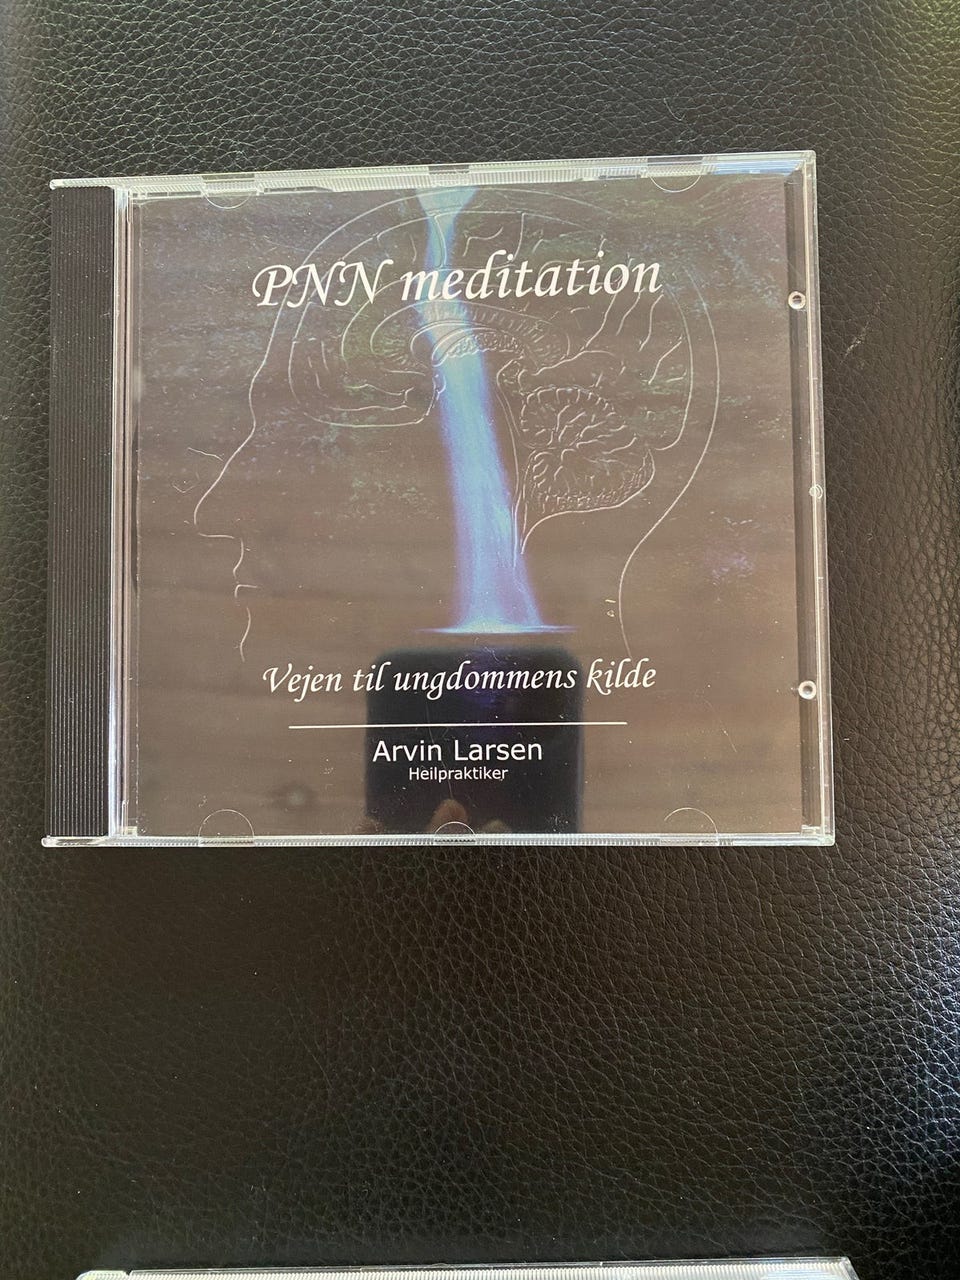 PNN meditation
Vejen til ungdommens kilde
Arvin Larsen
Heilpraktiker